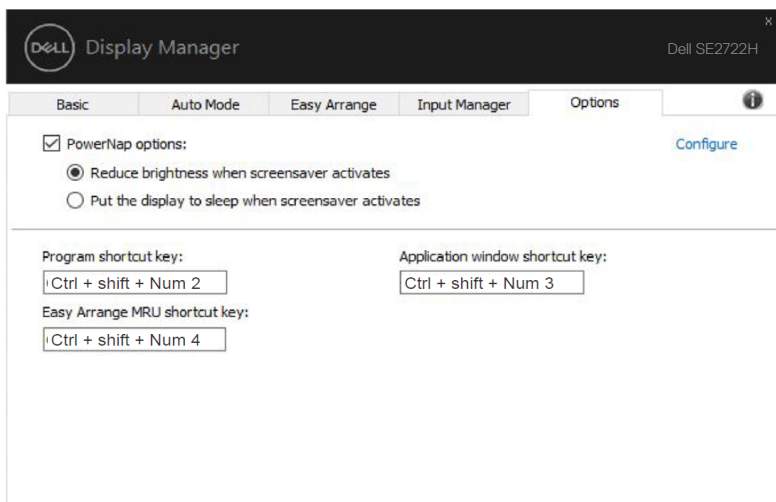 DELL Display Manager
x
Dell SE2722H
Basic Auto Mode Easy Arrange Input Manager Options
PowerNap options: Configure
Reduce brightness when screensaver activates
Put the display to sleep when screensaver activates
Program shortcut key: Application window shortcut key:
Ctrl + shift + Num 2 Ctrl + shift + Num 3
Easy Arrange MRU shortcut key:
Ctrl + shift + Num 4